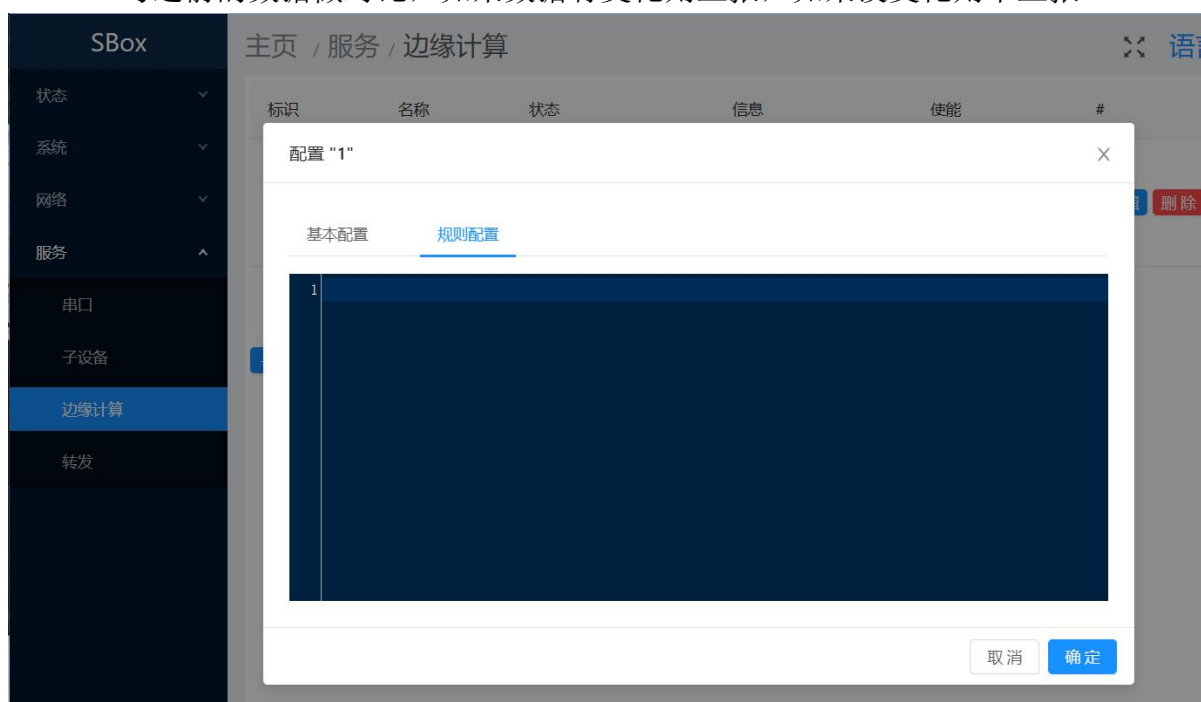 SBox
主页 / 服务 / 边缘计算
状态
系统
网络
服务
串口
子设备
边缘计算
转发
标识 名称 状态 信息 使能 #
删 除
配置 "1"
基本配置 规则配置
1
取 消 确 定